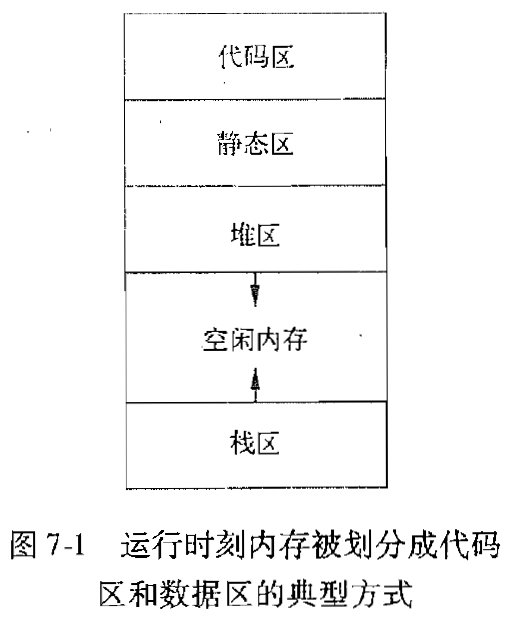 代码区
静态区
堆区
空闲内存
栈区
图 7-1 运行时刻内存被划分成代码
区和数据区的典型方式